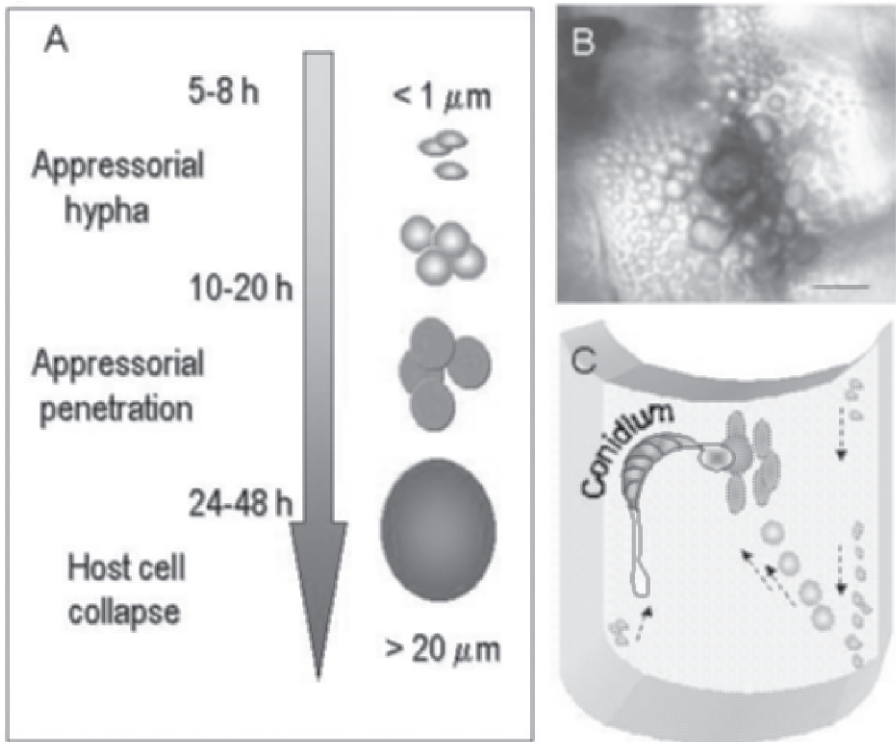 A
5-8 h
< 1 μm
Appressorial
hypha
10-20 h
Appressorial
penetration
24-48 h
Host cell
collapse
> 20 μm
B
C
Conidium